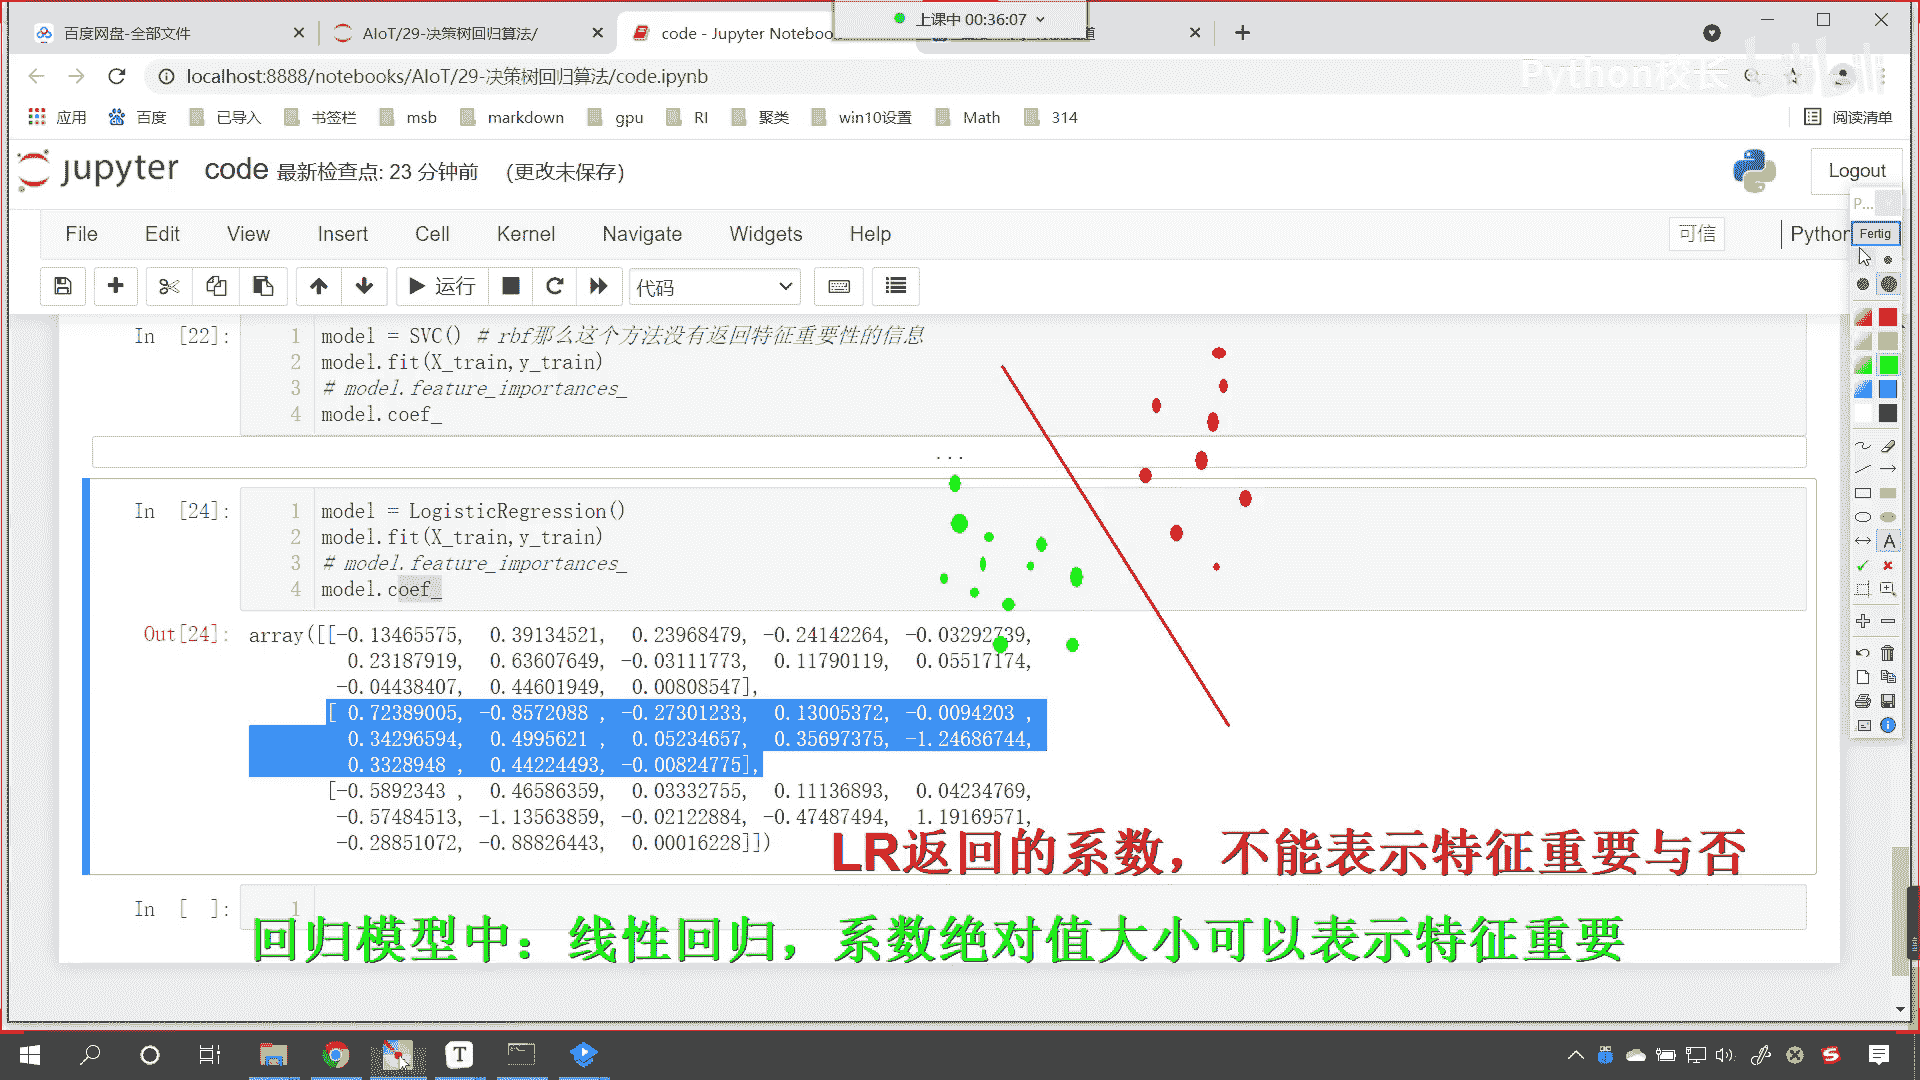 上课中 00:36:07
百度网盘-全部文件
AIoT/29-决策树回归算法/
code - Jupyter Noteboo
localhost:8888/notebooks/AIoT/29-决策树回归算法/code.ipynb
Python校长
应用 百度 已导入 书签栏 msb markdown gpu RI 聚类 win10设置 Math 314 阅读清单
jupyter code 最新检查点: 23 分钟前 (更改未保存)
Logout
P...
File Edit View Insert Cell Kernel Navigate Widgets Help
可信 Python
Fertig
运行 代码
In [22]:
1 model = SVC() # rbf那么这个方法没有返回特征重要性的信息
2 model.fit(X_train,y_train)
3 # model.feature_importances_
4 model.coef_
...
In [24]:
1 model = LogisticRegression()
2 model.fit(X_train,y_train)
3 # model.feature_importances_
4 model.coef_
Out[24]: array([[-0.13465575, 0.39134521, 0.23968479, -0.24142264, -0.03292739,
0.23187919, 0.63607649, -0.03111773, 0.11790119, 0.05517174,
-0.04438407, 0.44601949, 0.00808547],
[ 0.72389005, -0.8572088 , -0.27301233, 0.13005372, -0.0094203 ,
0.34296594, 0.4995621 , 0.05234657, 0.35697375, -1.24686744,
0.3328948 , 0.44224493, -0.00824775],
[-0.5892343 , 0.46586359, 0.03332755, 0.11136893, 0.04234769,
-0.57484513, -1.13563859, -0.02122884, -0.47487494, 1.19169571,
-0.28851072, -0.88826443, 0.00016228]])
LR返回的系数，不能表示特征重要与否
In [ ]: 1
回归模型中：线性回归，系数绝对值大小可以表示特征重要